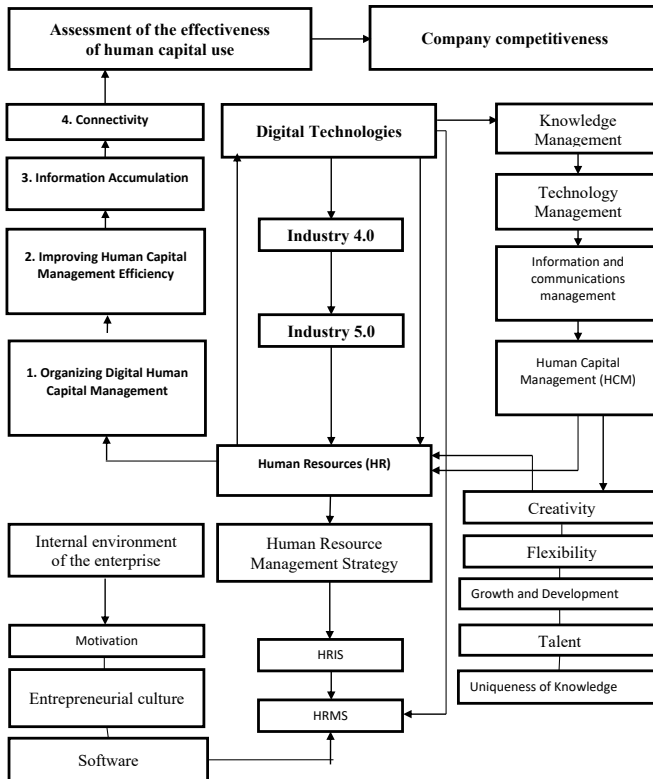 Assessment of the effectiveness
of human capital use
Company competitiveness
4. Connectivity
3. Information Accumulation
2. Improving Human Capital
Management Efficiency
1. Organizing Digital Human
Capital Management
Digital Technologies
Industry 4.0
Industry 5.0
Human Resources (HR)
Human Resource
Management Strategy
HRIS
HRMS
Knowledge
Management
Technology
Management
Information and
communications
management
Human Capital
Management (HCM)
Creativity
Flexibility
Growth and Development
Talent
Uniqueness of Knowledge
Internal environment
of the enterprise
Motivation
Entrepreneurial culture
Software